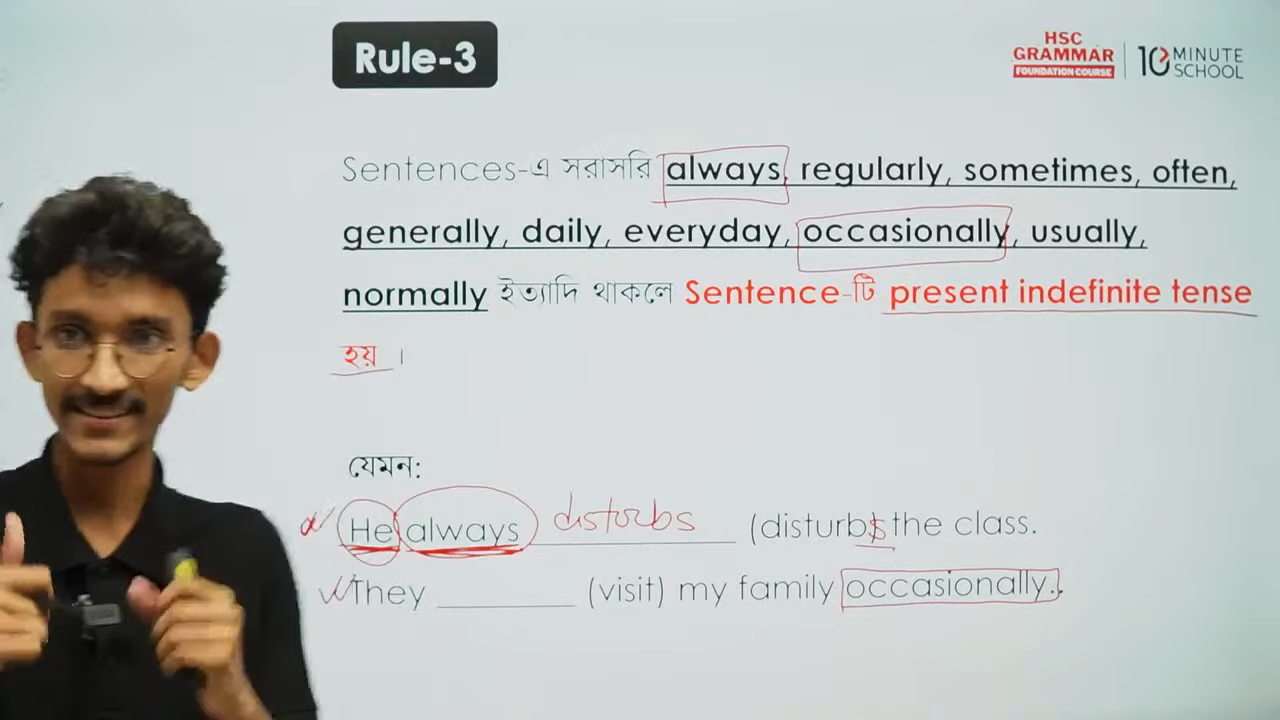 Rule-3
HSC
GRAMMAR
FOUNDATION COURSE
10 MINUTE
SCHOOL
Sentences-এ সরাসরি always, regularly, sometimes, often,
generally, daily, everyday, occasionally, usually,
normally ইত্যাদি থাকলে Sentence-টি present indefinite tense
হয় ।
যেমন:
He always disturbs (disturb) the class.
They ________ (visit) my family occasionally.